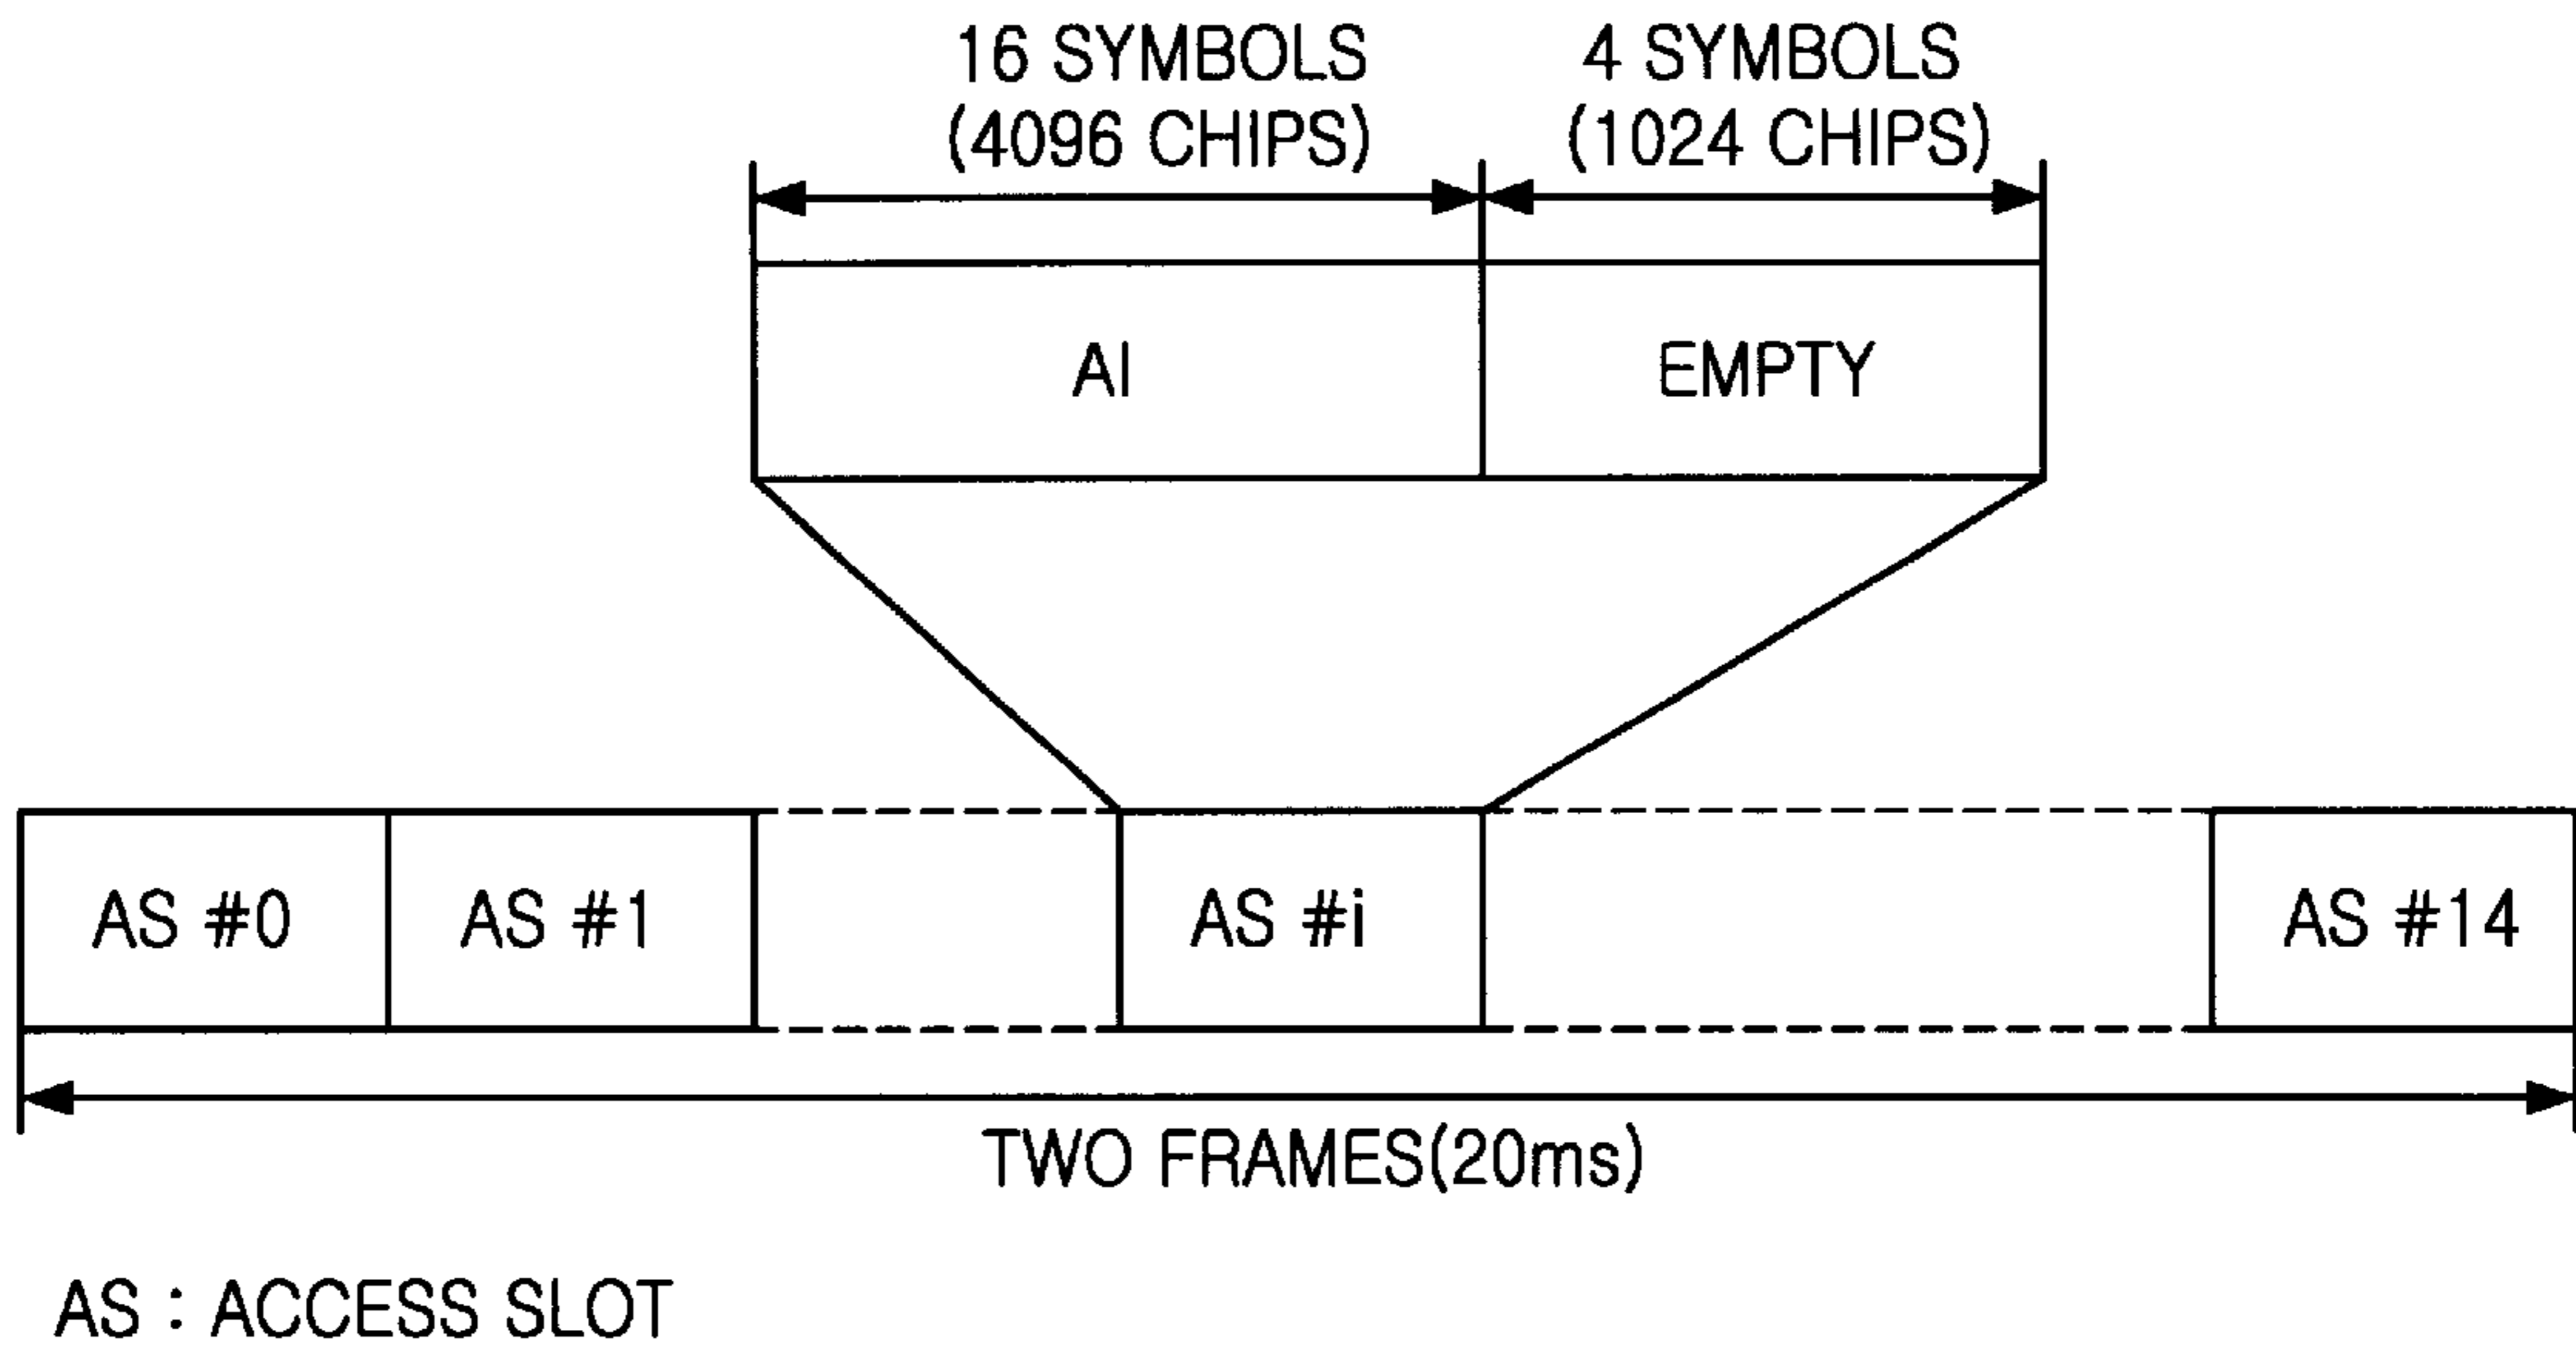 16 SYMBOLS
(4096 CHIPS)
4 SYMBOLS
(1024 CHIPS)
AI
EMPTY
AS #0
AS #1
AS #i
AS #14
TWO FRAMES(20ms)
AS : ACCESS SLOT